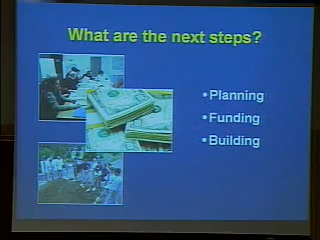 What are the next steps?
• Planning
• Funding
• Building